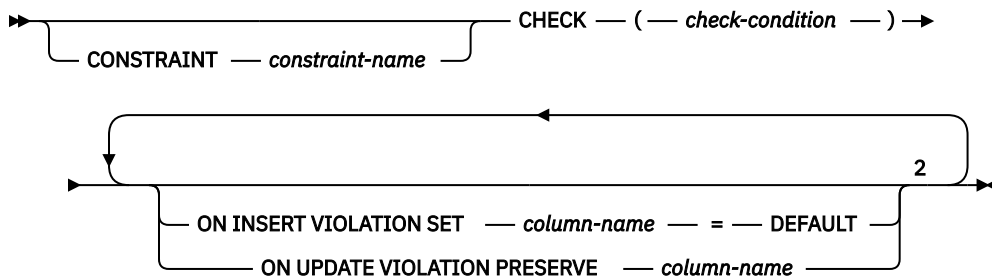 CHECK ( check-condition )
CONSTRAINT constraint-name
2
ON INSERT VIOLATION SET column-name = DEFAULT
ON UPDATE VIOLATION PRESERVE column-name